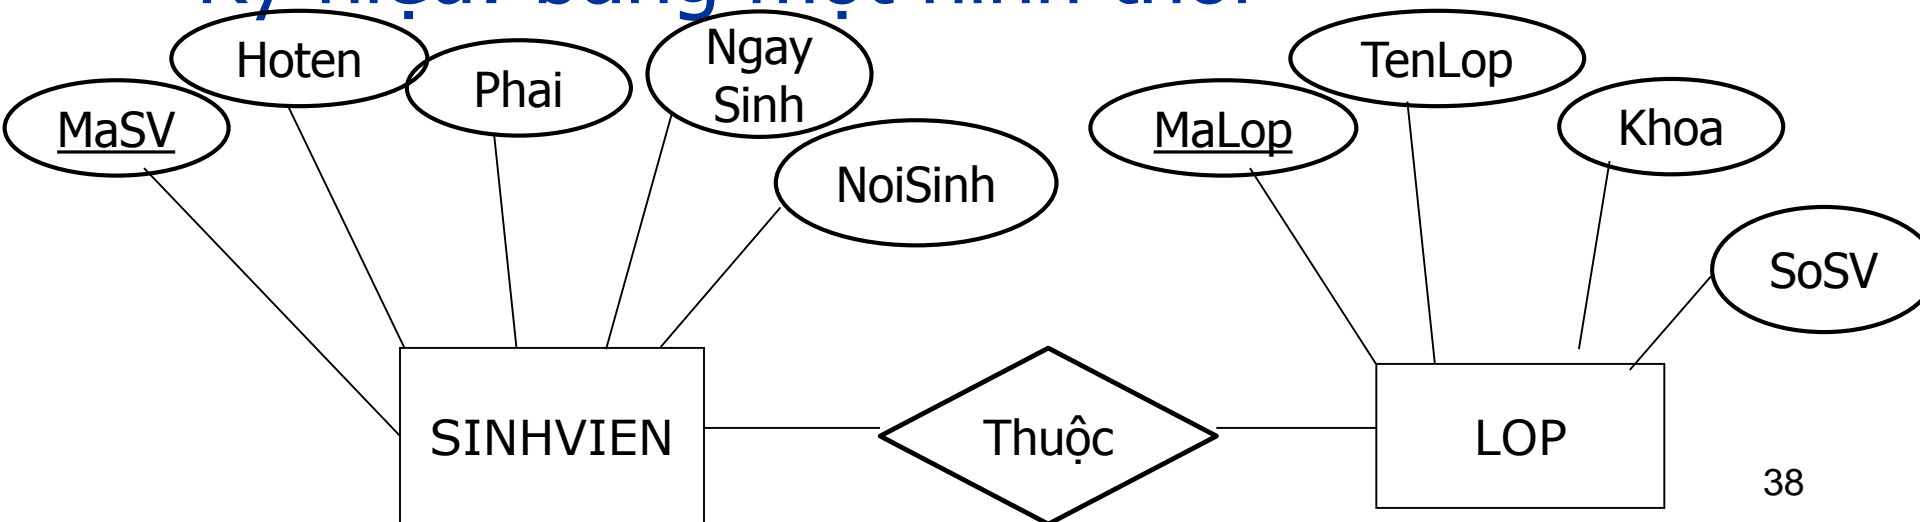 Hoten
Ngay
Sinh
TenLop
Phai
MaSV
MaLop
Khoa
NoiSinh
SoSV
SINHVIEN
Thuộc
LOP
38